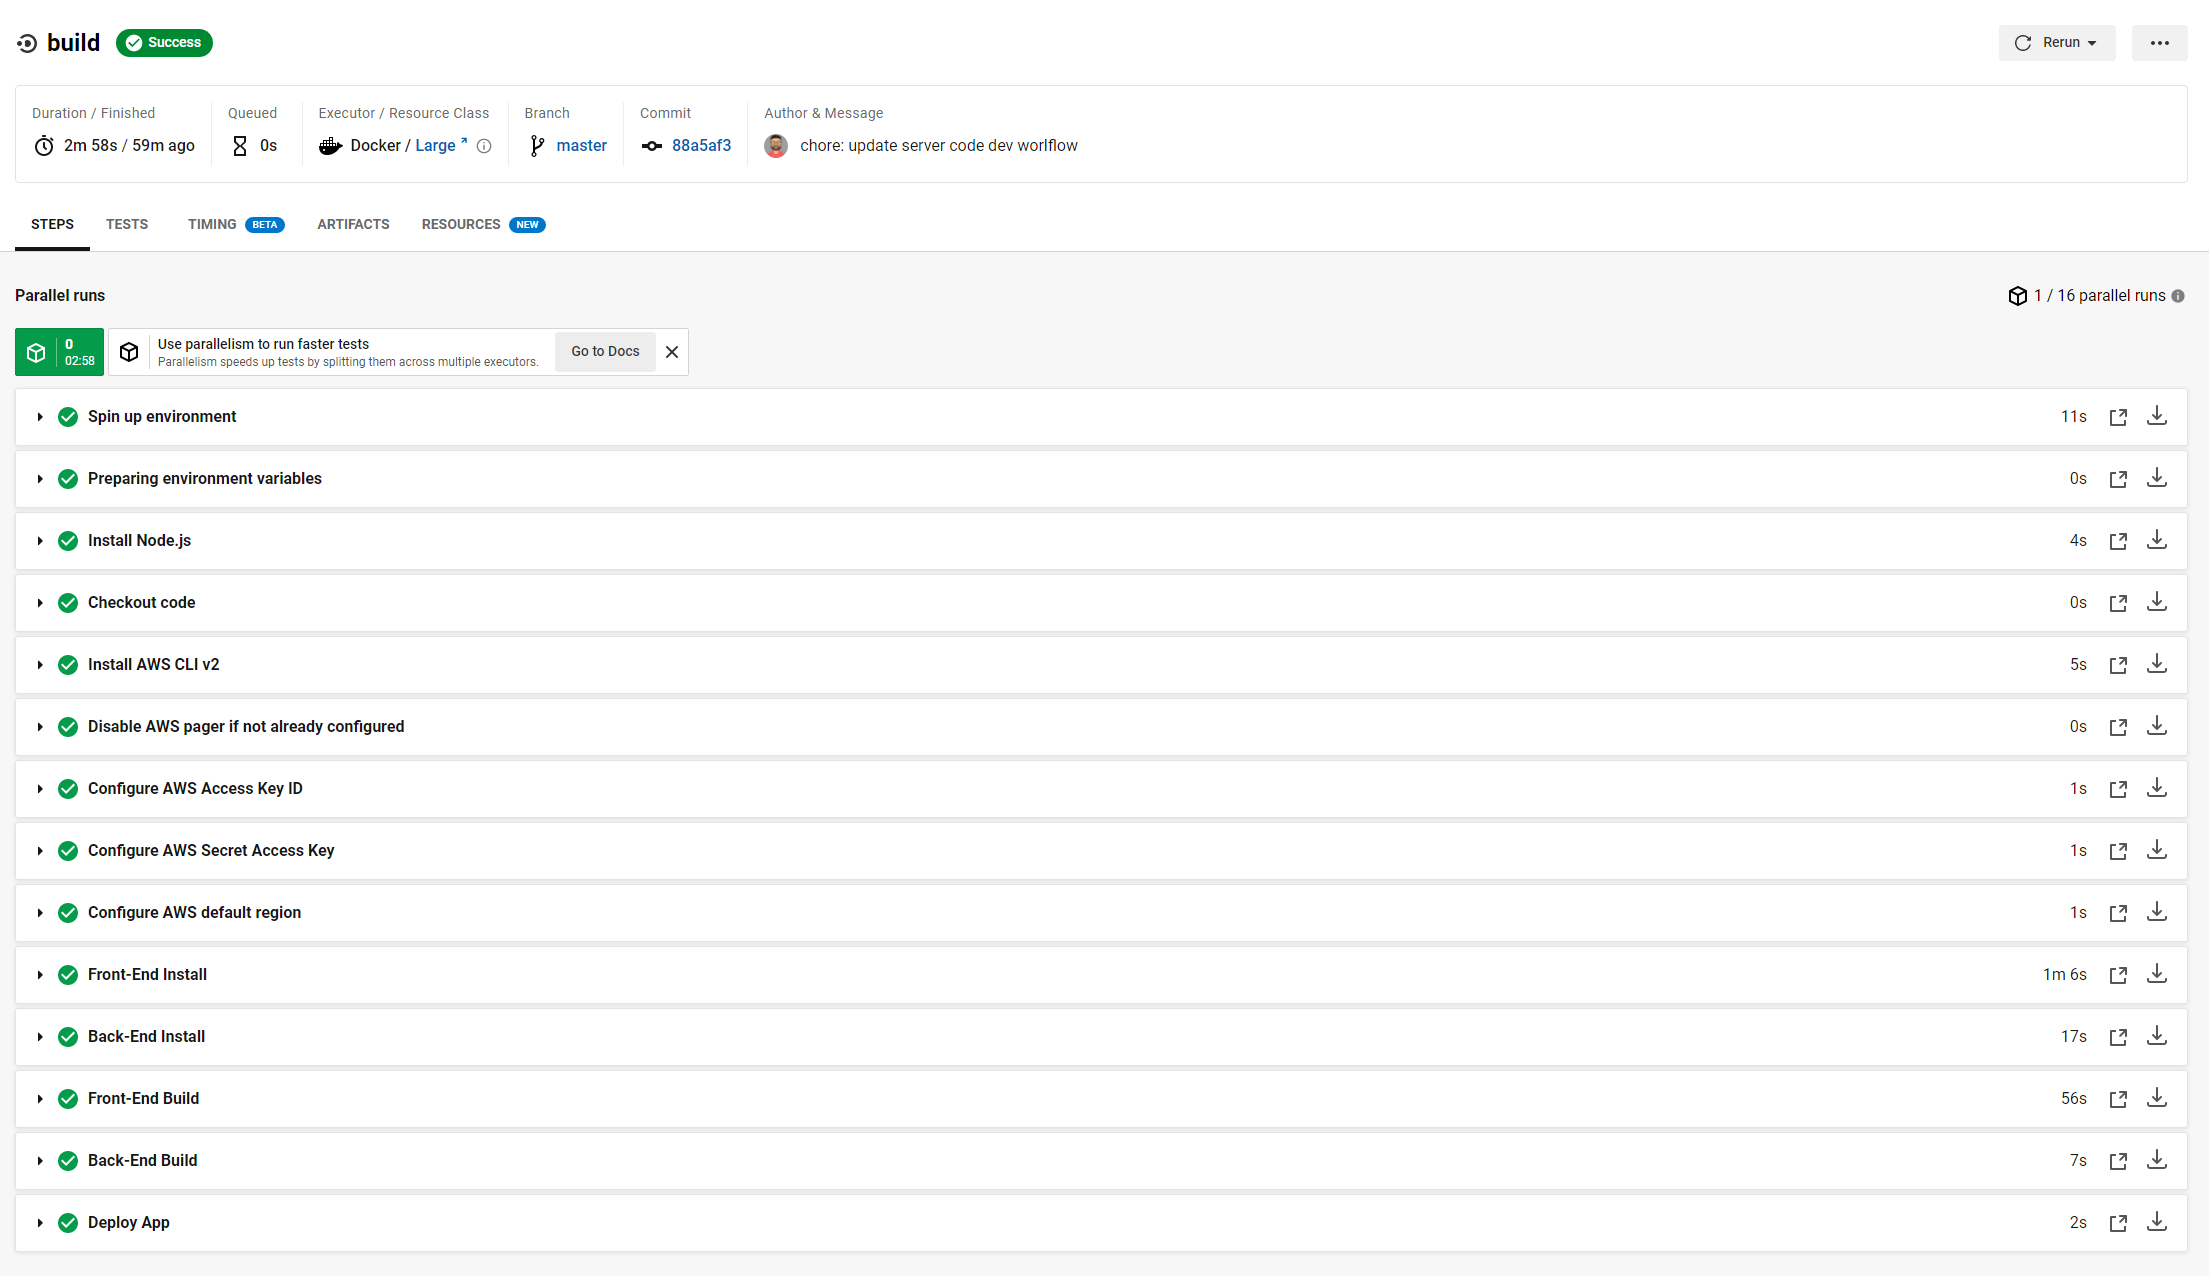 build Success Rerun
Duration / Finished Queued Executor / Resource Class Branch Commit Author & Message
2m 58s / 59m ago 0s Docker / Large master 88a5af3 chore: update server code dev worlflow
STEPS TESTS TIMING BETA ARTIFACTS RESOURCES NEW
Parallel runs 1 / 16 parallel runs
0
02:58
Use parallelism to run faster tests
Parallelism speeds up tests by splitting them across multiple executors.
Go to Docs
Spin up environment 11s
Preparing environment variables 0s
Install Node.js 4s
Checkout code 0s
Install AWS CLI v2 5s
Disable AWS pager if not already configured 0s
Configure AWS Access Key ID 1s
Configure AWS Secret Access Key 1s
Configure AWS default region 1s
Front-End Install 1m 6s
Back-End Install 17s
Front-End Build 56s
Back-End Build 7s
Deploy App 2s